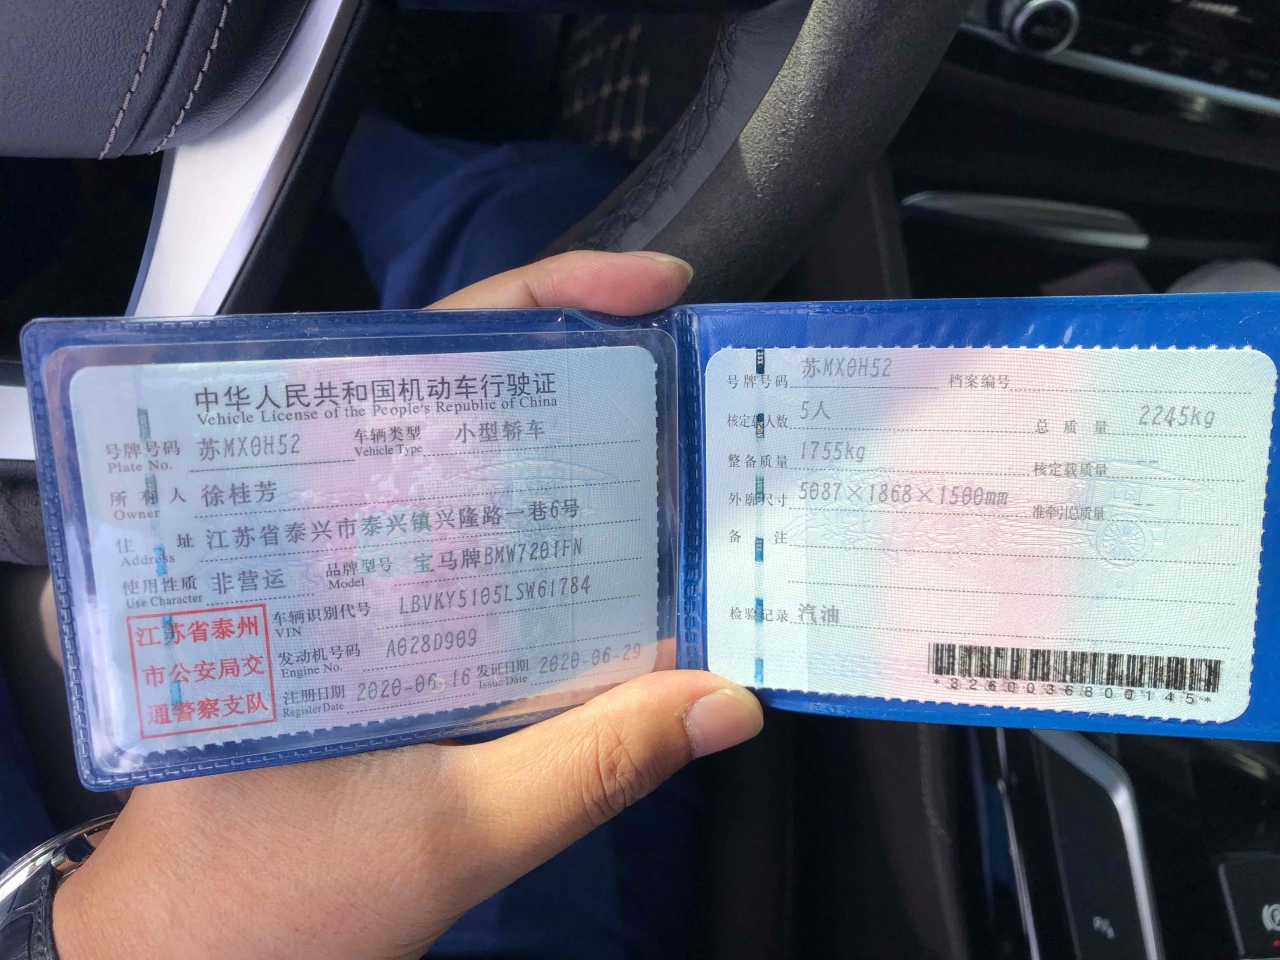 中华人民共和国机动车行驶证
Vehicle License of the People's Republic of China
号牌号码 苏MX0H52 车辆类型 小型轿车
Plate No. Vehicle Type
所有人 徐桂芳
Owner
住址 江苏省泰兴市泰兴镇兴隆路一巷6号
Address
使用性质 非营运 品牌型号 宝马牌BMW7201FN
Use Character Model
江苏省泰州
市公安局交
通警察支队
车辆识别代号 LBVKY5105LSW61784
VIN
发动机号码 A028D909
Engine No.
注册日期 2020-06-16 发证日期 2020-06-29
Register Date Issue Date
号牌号码 苏MX0H52 档案编号
核定载人数 5人 总质量 2245kg
整备质量 1755kg 核定载质量 --
外廓尺寸 5087×1868×1500mm 准牵引总质量 --
备注
检验记录 汽油
*3260036800145*